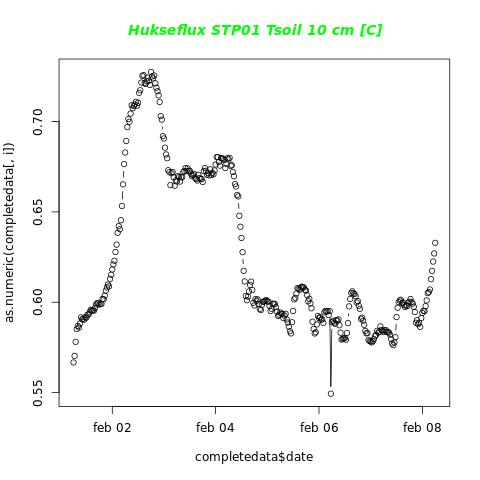 Hukseflux STP01 Tsoil 10 cm [C]
as.numeric(completedata[, i])
0.70
0.65
0.60
0.55
feb 02
feb 04
feb 06
feb 08
completedata$date